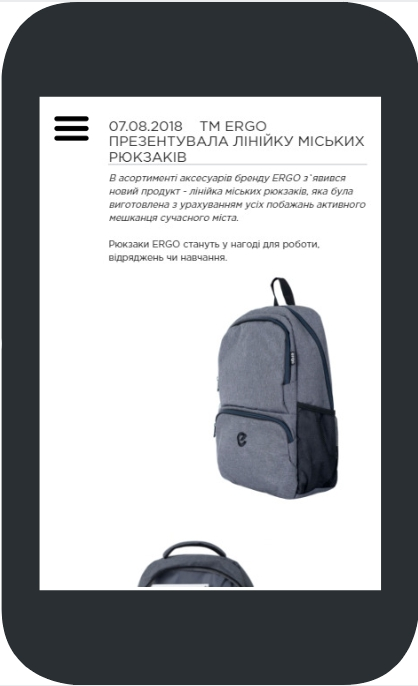 07.08.2018 ТМ ERGO
ПРЕЗЕНТУВАЛА ЛІНІЙКУ МІСЬКИХ
РЮКЗАКІВ
В асортименті аксесуарів бренду ERGO з`явився
новий продукт - лінійка міських рюкзаків, яка була
виготовлена з урахуванням усіх побажань активного
мешканця сучасного міста.
Рюкзаки ERGO стануть у нагоді для роботи,
відряджень чи навчання.